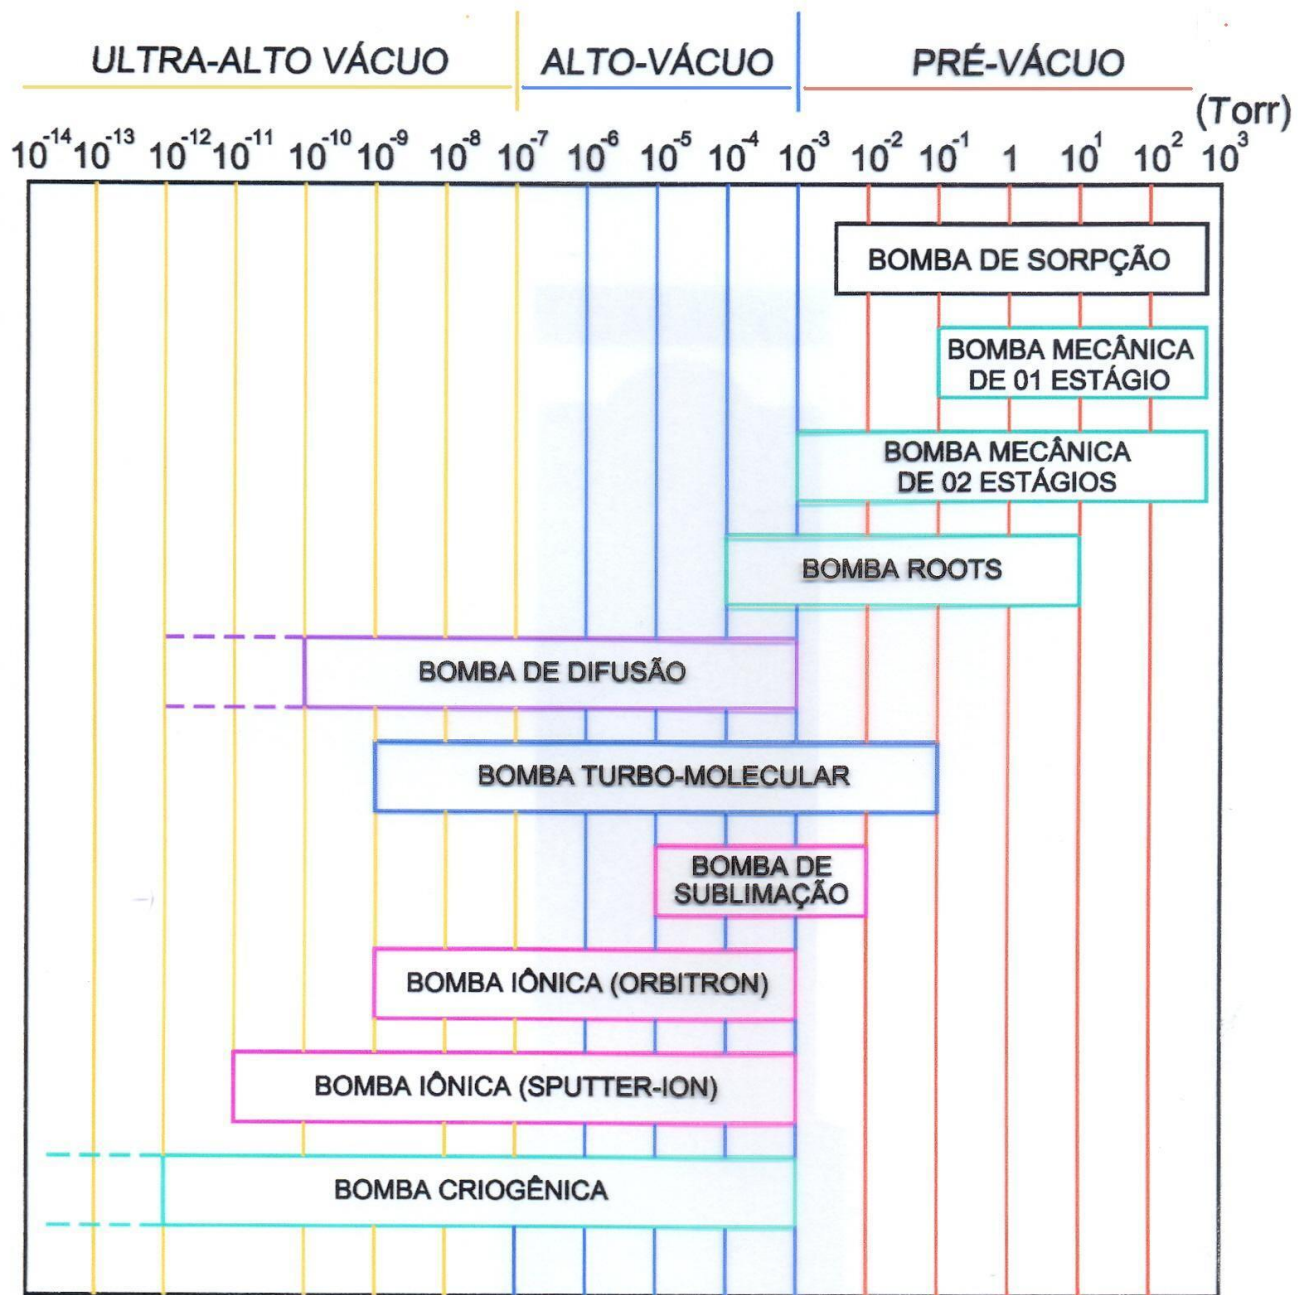 ULTRA-ALTO VÁCUO ALTO-VÁCUO PRÉ-VÁCUO
(Torr)
10⁻¹⁴ 10⁻¹³ 10⁻¹² 10⁻¹¹ 10⁻¹⁰ 10⁻⁹ 10⁻⁸ 10⁻⁷ 10⁻⁶ 10⁻⁵ 10⁻⁴ 10⁻³ 10⁻² 10⁻¹ 1 10¹ 10² 10³
BOMBA DE SORPÇÃO
BOMBA MECÂNICA
DE 01 ESTÁGIO
BOMBA MECÂNICA
DE 02 ESTÁGIOS
BOMBA ROOTS
BOMBA DE DIFUSÃO
BOMBA TURBO-MOLECULAR
BOMBA DE
SUBLIMAÇÃO
BOMBA IÔNICA (ORBITRON)
BOMBA IÔNICA (SPUTTER-ION)
BOMBA CRIOGÊNICA